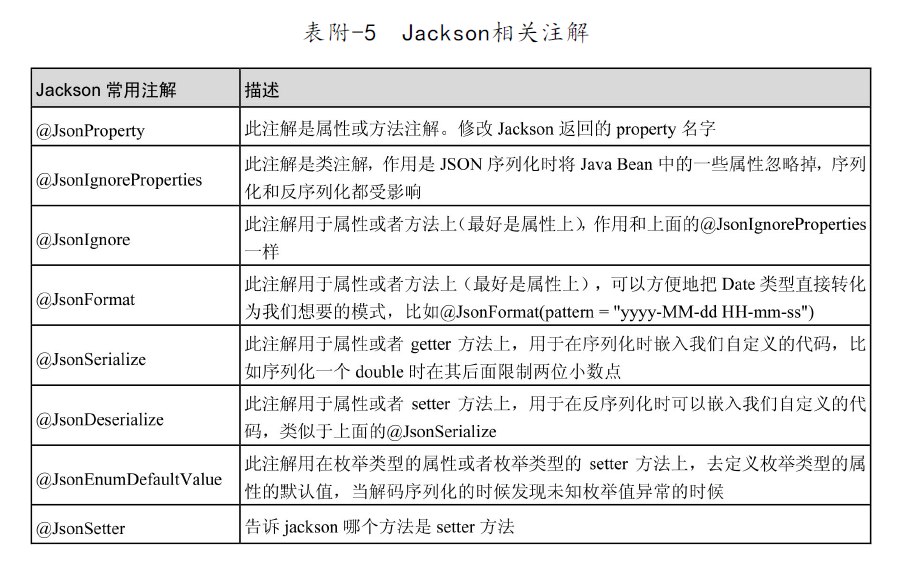 表附-5 Jackson相关注解
Jackson 常用注解 描述
@JsonProperty 此注解是属性或方法注解。修改 Jackson 返回的 property 名字
@JsonIgnoreProperties 此注解是类注解，作用是 JSON 序列化时将 Java Bean 中的一些属性忽略掉，序列
化和反序列化都受影响
@JsonIgnore 此注解用于属性或者方法上（最好是属性上），作用和上面的@JsonIgnoreProperties
一样
@JsonFormat 此注解用于属性或者方法上（最好是属性上），可以方便地把 Date 类型直接转化
为我们想要的模式，比如@JsonFormat(pattern = "yyyy-MM-dd HH-mm-ss")
@JsonSerialize 此注解用于属性或者 getter 方法上，用于在序列化时嵌入我们自定义的代码，比
如序列化一个 double 时在其后面限制两位小数点
@JsonDeserialize 此注解用于属性或者 setter 方法上，用于在反序列化时可以嵌入我们自定义的代
码，类似于上面的@JsonSerialize
@JsonEnumDefaultValue 此注解用在枚举类型的属性或者枚举类型的 setter 方法上，去定义枚举类型的属
性的默认值，当解码序列化的时候发现未知枚举值异常的时候
@JsonSetter 告诉 jackson 哪个方法是 setter 方法